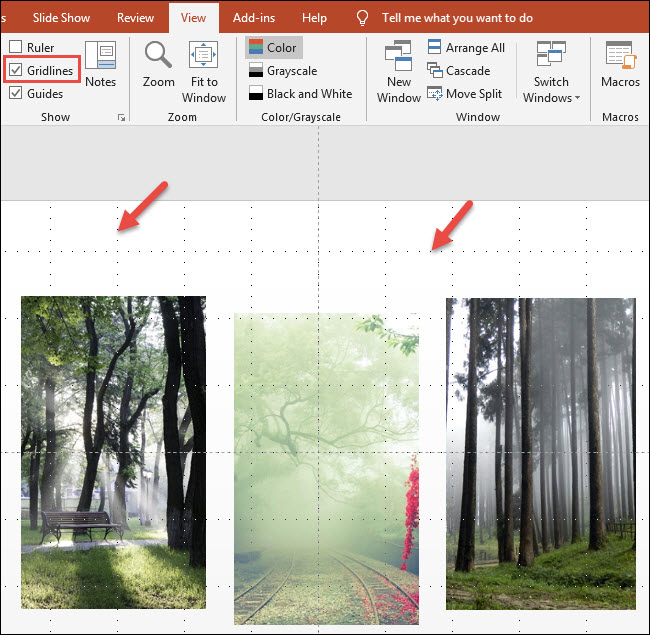 s Slide Show Review View Add-ins Help Tell me what you want to do
Ruler
Gridlines
Guides
Notes
Show
Zoom
Fit to
Window
Zoom
Color
Grayscale
Black and White
Color/Grayscale
New
Window
Arrange All
Cascade
Move Split
Switch
Windows
Window
Macros
Macros